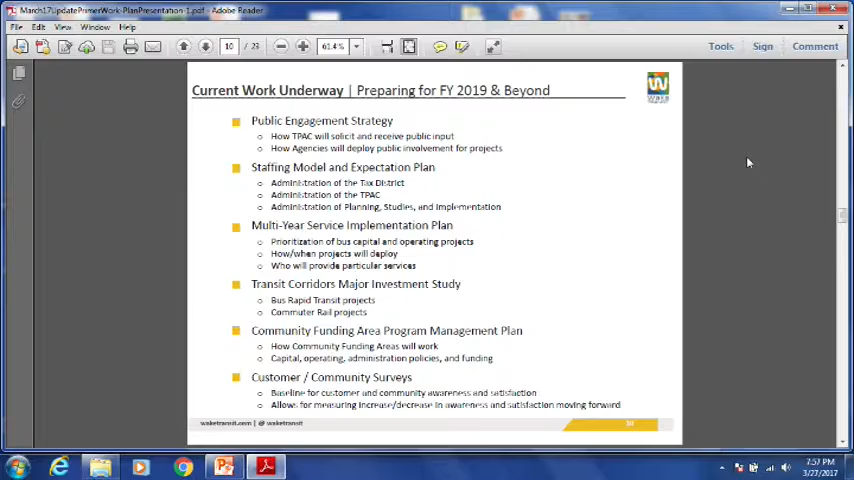 March17UpdatePrimerWork-PlanPresentation-1.pdf - Adobe Reader
File Edit View Window Help
10 / 23 61.4% Tools Sign Comment
Current Work Underway | Preparing for FY 2019 & Beyond
Wake
Public Engagement Strategy
How TPAC will solicit and receive public input
How Agencies will deploy public involvement for projects
Staffing Model and Expectation Plan
Administration of the Tax District
Administration of the TPAC
Administration of Planning, Studies, and Implementation
Multi-Year Service Implementation Plan
Prioritization of bus capital and operating projects
How/when projects will deploy
Who will provide particular services
Transit Corridors Major Investment Study
Bus Rapid Transit projects
Commuter Rail projects
Community Funding Area Program Management Plan
How Community Funding Areas will work
Capital, operating, administration policies, and funding
Customer / Community Surveys
Baseline for customer and community awareness and satisfaction
Allows for measuring increase/decrease in awareness and satisfaction moving forward
waketransit.com | @ waketransit
7:57 PM
3/27/2017